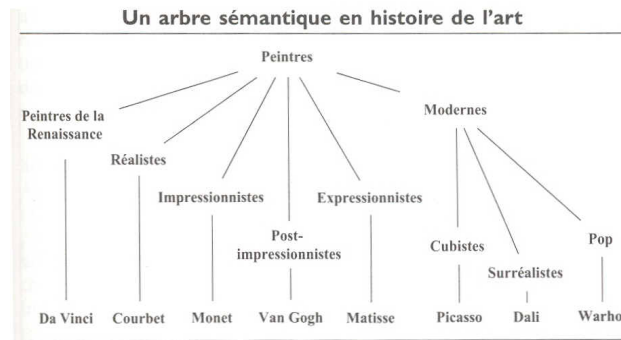 Un arbre sémantique en histoire de l'art
Peintres
Peintres de la
Renaissance
Réalistes
Impressionnistes
Post-
impressionnistes
Expressionnistes
Modernes
Cubistes
Surréalistes
Pop
Da Vinci
Courbet
Monet
Van Gogh
Matisse
Picasso
Dali
Warho